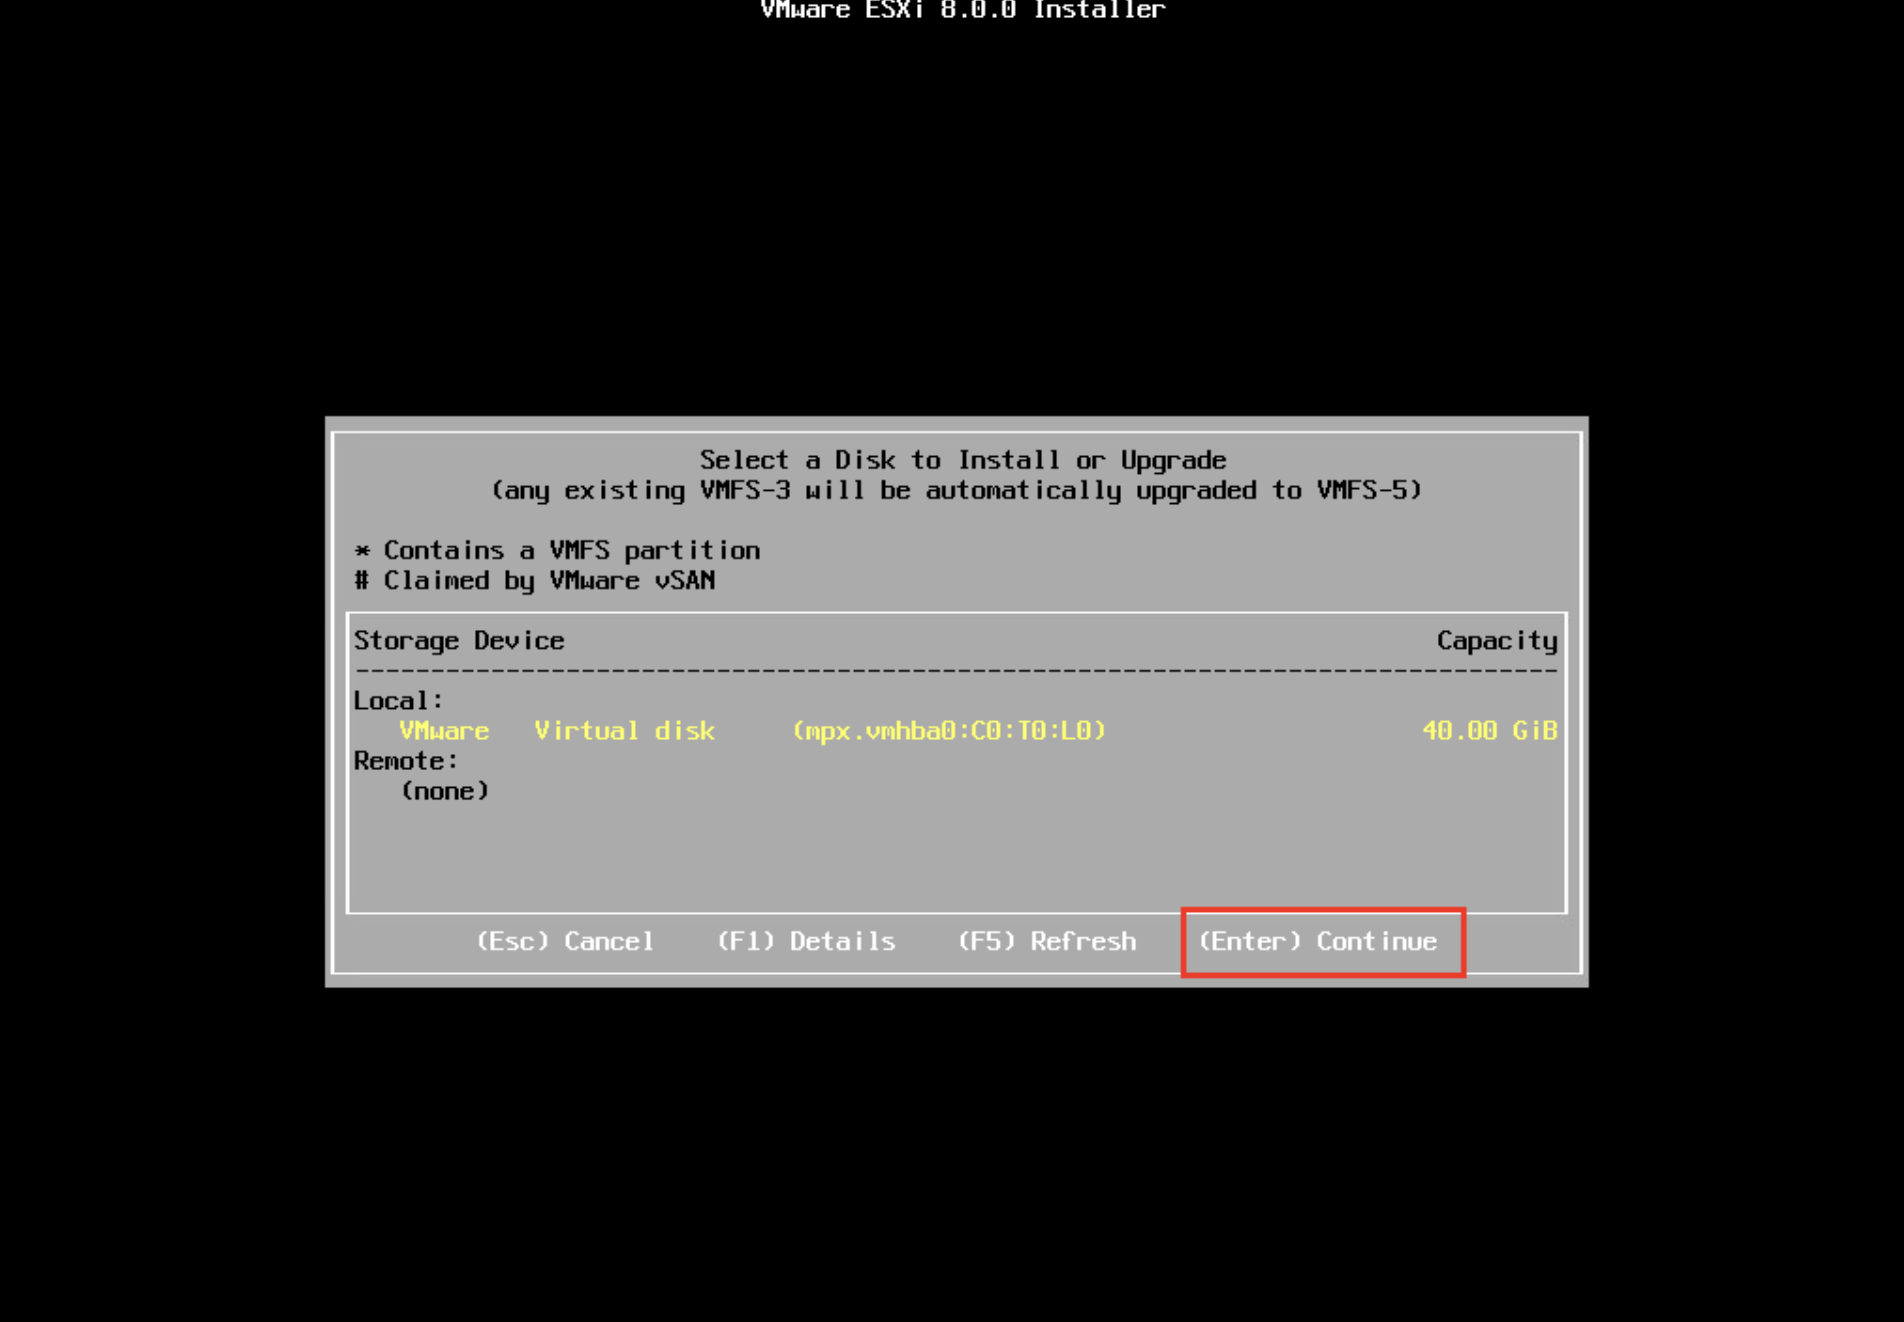 VMware ESXi 8.0.0 Installer
Select a Disk to Install or Upgrade
(any existing VMFS-3 will be automatically upgraded to VMFS-5)
* Contains a VMFS partition
# Claimed by VMware vSAN
Storage Device Capacity
--------------------------------------------------------------------------------
Local:
VMware Virtual disk (mpx.vmhba0:C0:T0:L0) 40.00 GiB
Remote:
(none)
(Esc) Cancel (F1) Details (F5) Refresh (Enter) Continue